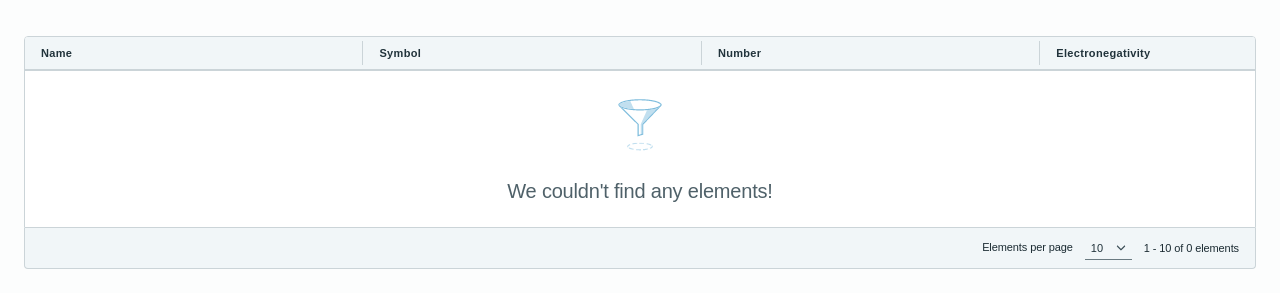 Name Symbol Number Electronegativity
We couldn't find any elements!
Elements per page 10 1 - 10 of 0 elements